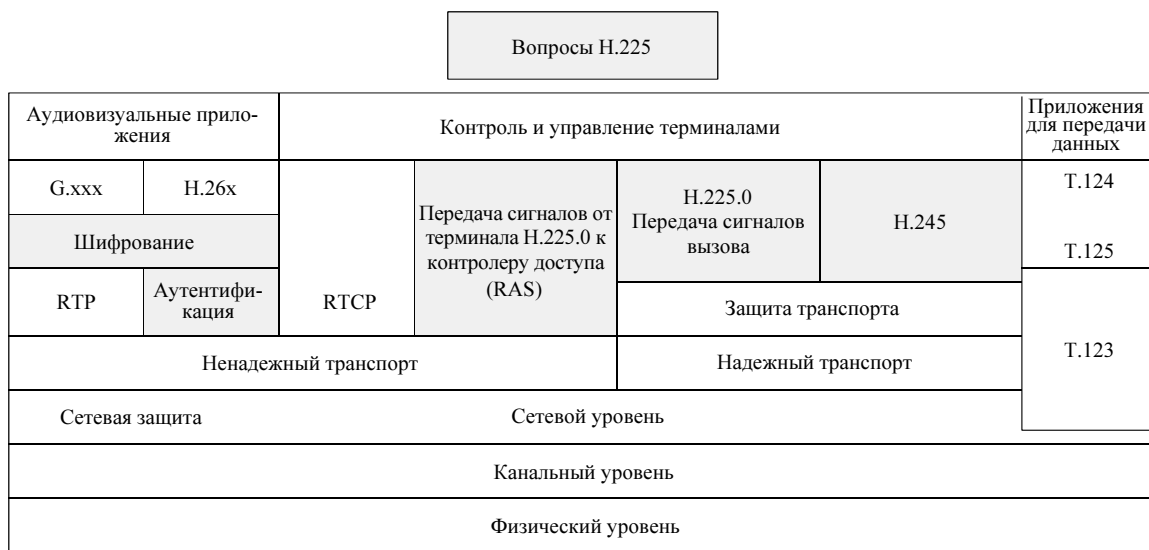 Вопросы H.225
Аудиовизуальные прило-
жения
Контроль и управление терминалами
Приложения
для передачи
данных
G.xxx
H.26x
Шифрование
RTP
Аутентифи-
кация
RTCP
Передача сигналов от
терминала H.225.0 к
контролеру доступа
(RAS)
H.225.0
Передача сигналов
вызова
H.245
Защита транспорта
T.124
T.125
T.123
Ненадежный транспорт
Надежный транспорт
Сетевая защита
Сетевой уровень
Канальный уровень
Физический уровень